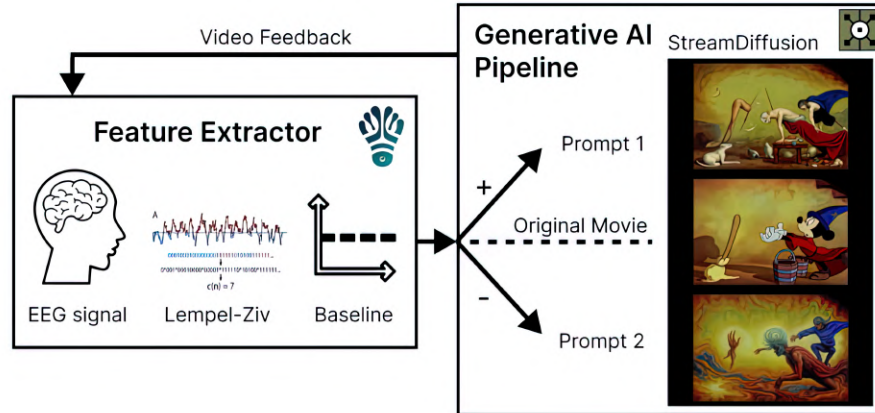 Video Feedback
Generative AI
Pipeline
StreamDiffusion
Feature Extractor
Prompt 1
+
Original Movie
-
Prompt 2
A
c(n) = 7
EEG signal
Lempel-Ziv
Baseline